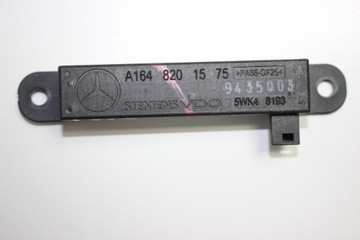 A164 820 15 75 >PA66-GF25<
9435003
SIEMENS VDO 5WK4 8193